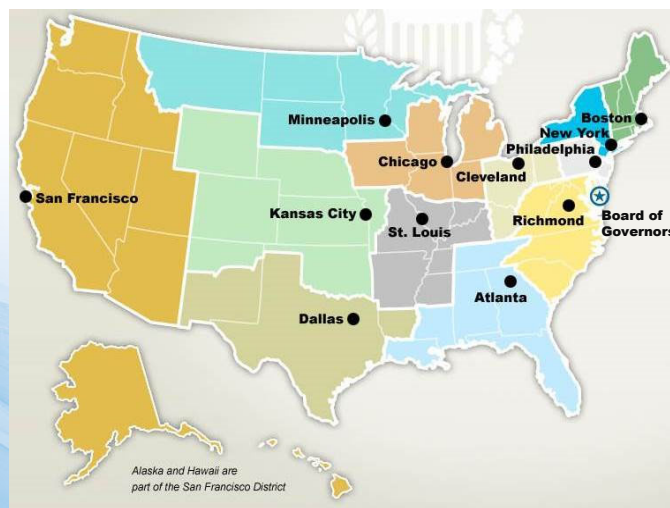 Minneapolis
Boston
New York
Philadelphia
Chicago
Cleveland
San Francisco
Kansas City
St. Louis
Richmond
Board of
Governors
Atlanta
Dallas
Alaska and Hawaii are
part of the San Francisco District